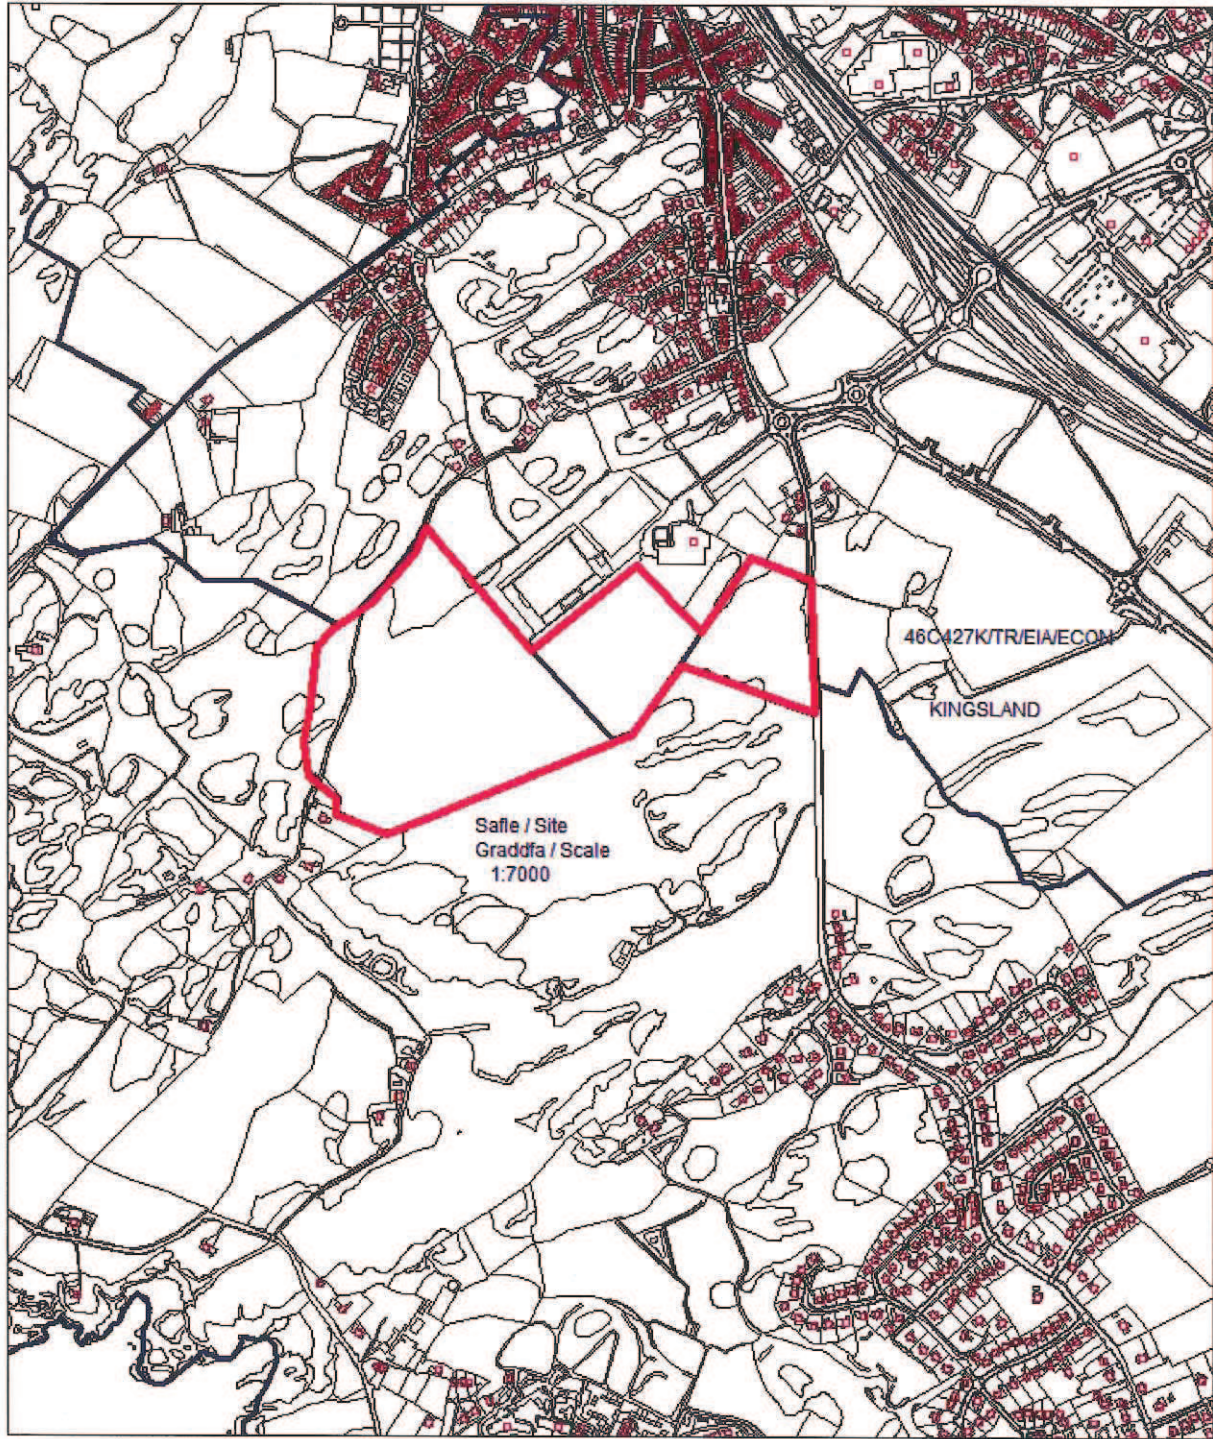 46C427K/TR/EIA/ECON
KINGSLAND
Safle / Site
Graddfa / Scale
1:7000